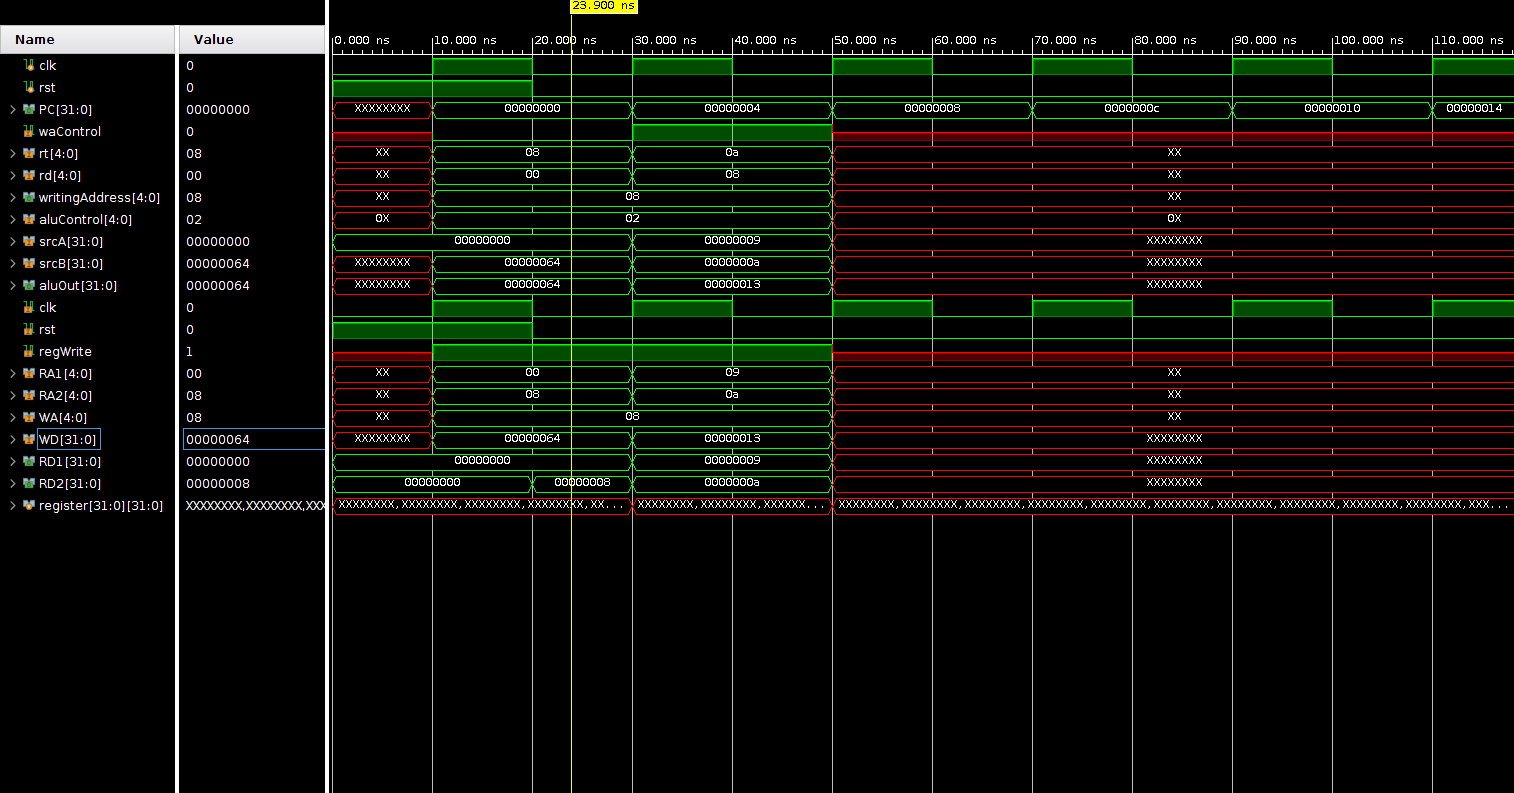 23.900 ns
Name Value 0.000 ns 10.000 ns 20.000 ns 30.000 ns 40.000 ns 50.000 ns 60.000 ns 70.000 ns 80.000 ns 90.000 ns 100.000 ns 110.000 ns
clk 0
rst 0
PC[31:0] 00000000 XXXXXXXX 00000000 00000004 00000008 0000000c 00000010 00000014
waControl 0
rt[4:0] 08 XX 08 0a XX
rd[4:0] 00 XX 00 08 XX
writingAddress[4:0] 08 XX 08 XX
aluControl[4:0] 02 0X 02 0X
srcA[31:0] 00000000 00000000 00000009 XXXXXXXX
srcB[31:0] 00000064 XXXXXXXX 00000064 0000000a XXXXXXXX
aluOut[31:0] 00000064 XXXXXXXX 00000064 00000013 XXXXXXXX
clk 0
rst 0
regWrite 1
RA1[4:0] 00 XX 00 09 XX
RA2[4:0] 08 XX 08 0a XX
WA[4:0] 08 XX 08 XX
WD[31:0] 00000064 XXXXXXXX 00000064 00000013 XXXXXXXX
RD1[31:0] 00000000 00000000 00000009 XXXXXXXX
RD2[31:0] 00000008 00000000 00000008 0000000a XXXXXXXX
register[31:0][31:0] XXXXXXXX,XXXXXXXX,XXX XXXXXXXX,XXXXXXXX,XXXXXXXX,XXXXXXXX,XX... XXXXXXXX,XXXXXXXX,XXXXXX... XXXXXXXX,XXXXXXXX,XXXXXXXX,XXXXXXXX,XXXXXXXX,XXXXXXXX,XXXXXXXX,XXXXXXXX,XXXXXXXX,XXXXXXXX,XXX...